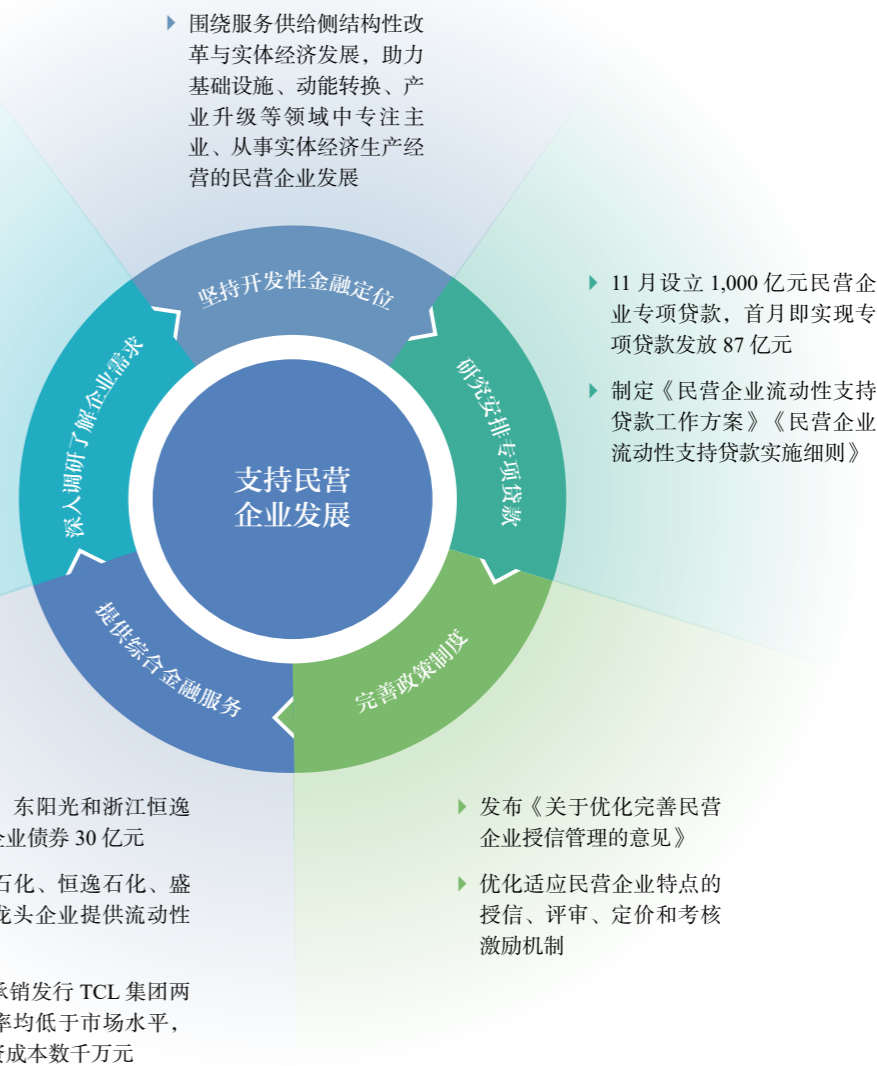 围绕服务供给侧结构性改
革与实体经济发展，助力
基础设施、动能转换、产
业升级等领域中专注主
业、从事实体经济生产经
营的民营企业发展
坚持开发性金融定位
11 月设立 1,000 亿元民营企
业专项贷款，首月即实现专
项贷款发放 87 亿元
制定《民营企业流动性支持
贷款工作方案》《民营企业
流动性支持贷款实施细则》
研究安排专项贷款
深入调研了解企业需求
支持民营
企业发展
提供综合金融服务
完善政策制度
发布《关于优化完善民营
企业授信管理的意见》
优化适应民营企业特点的
授信、评审、定价和考核
激励机制
东阳光和浙江恒逸
企业债券 30 亿元
石化、恒逸石化、盛
龙头企业提供流动性
承销发行 TCL 集团两
率均低于市场水平，
资成本数千万元